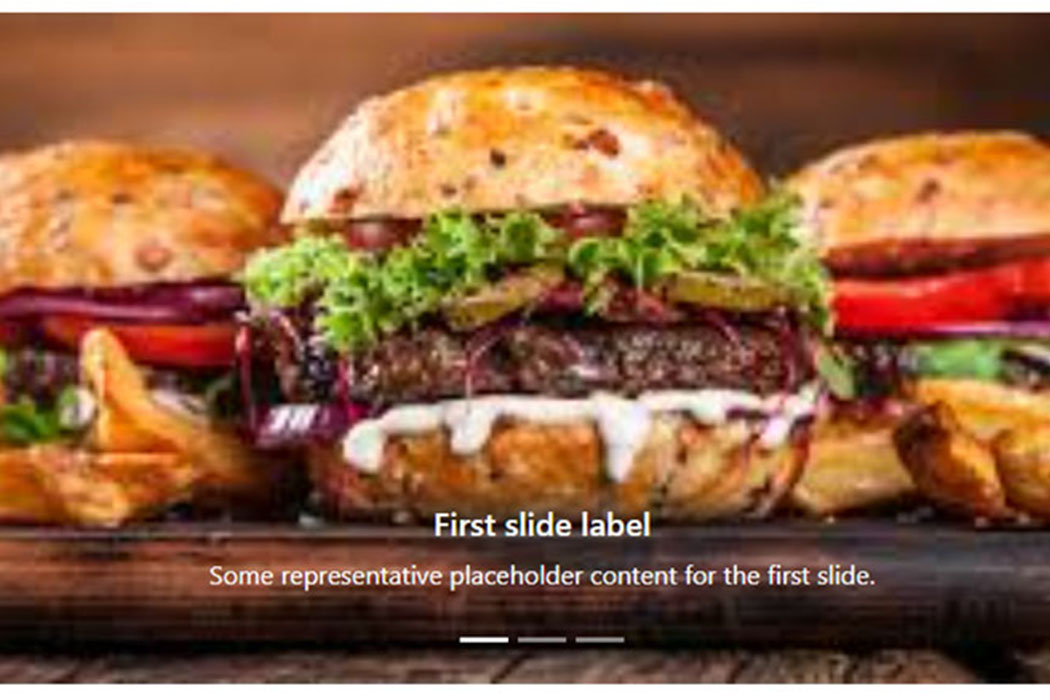 First slide label
Some representative placeholder content for the first slide.